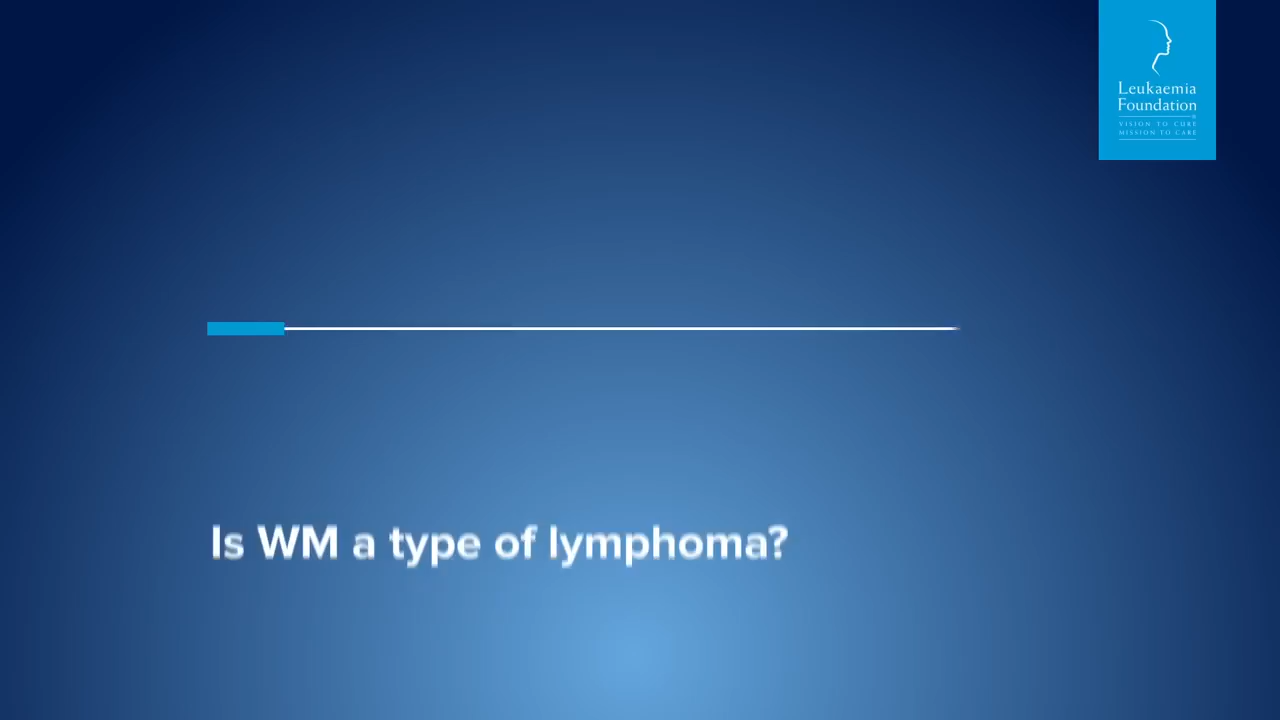 Leukaemia
Foundation
VISION TO CURE
MISSION TO CARE
Is WM a type of lymphoma?